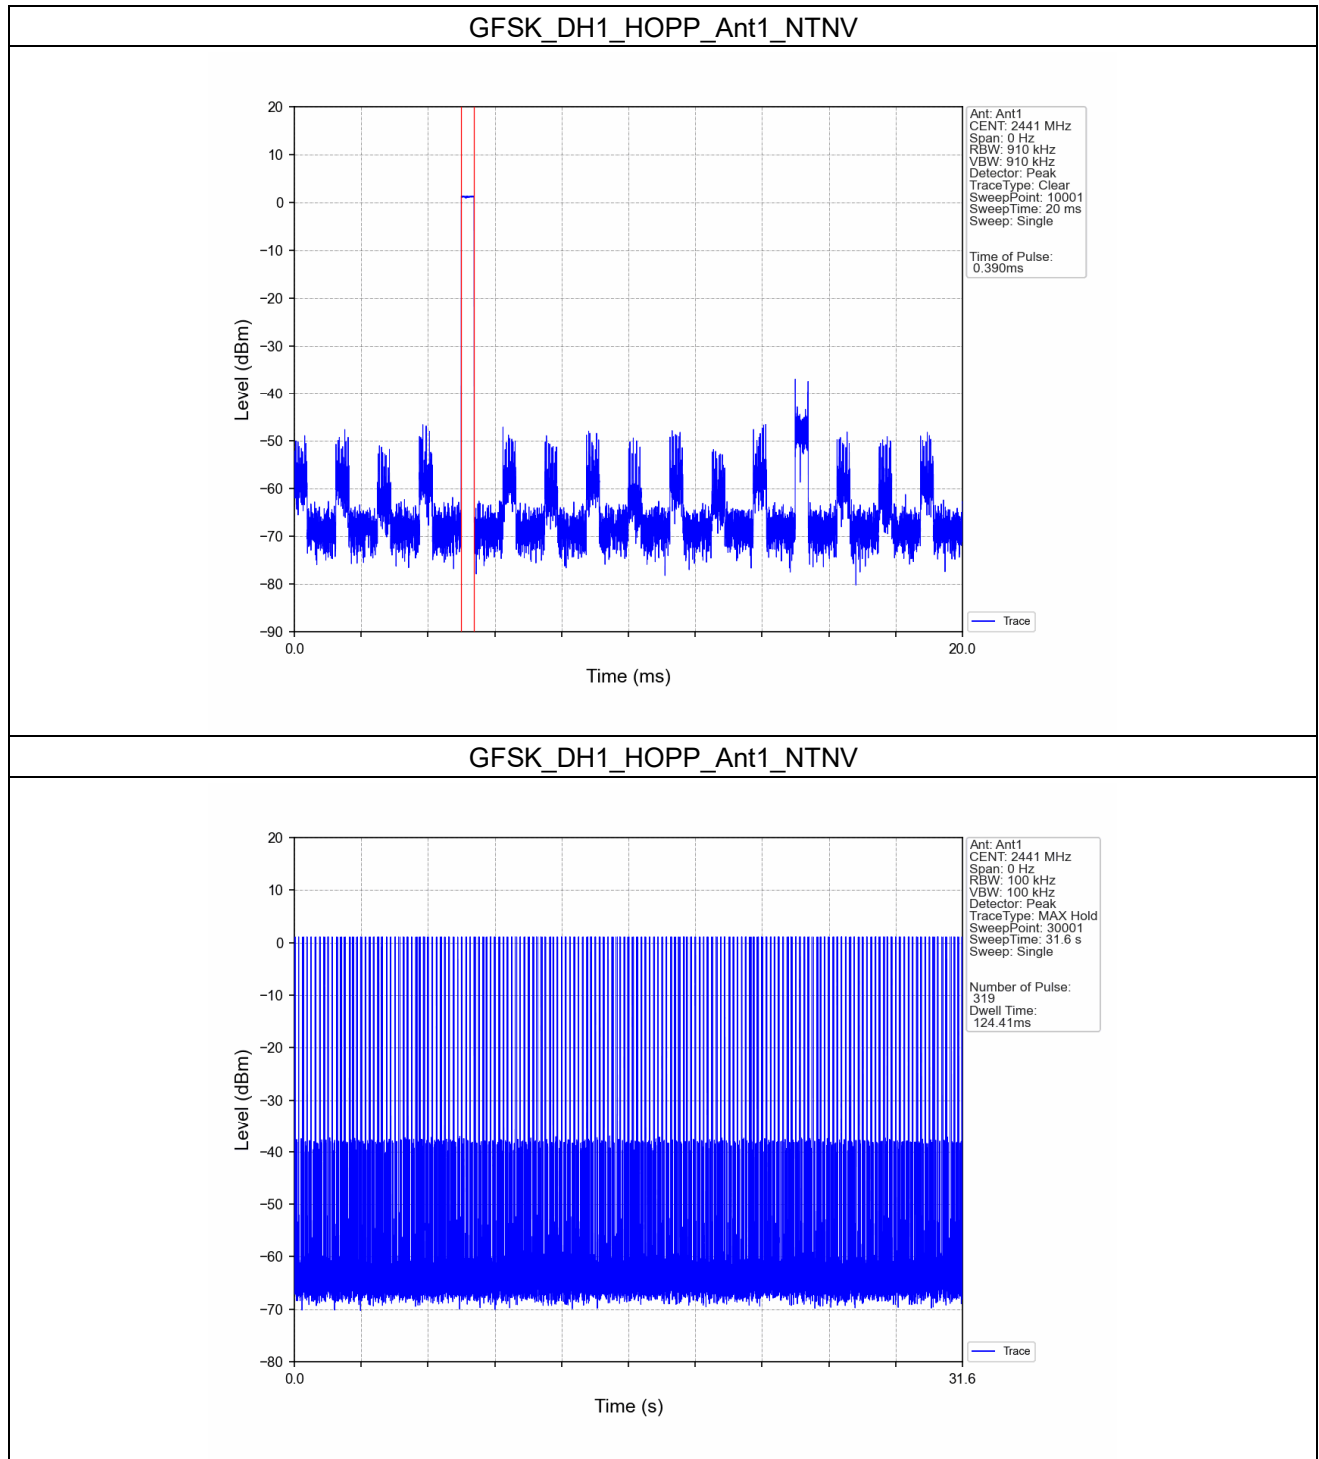 GFSK_DH1_HOPP_Ant1_NTNV
20
10
0
−10
−20
−30
−40
−50
−60
−70
−80
−90
Level (dBm)
0.0
20.0
Time (ms)
Ant: Ant1
CENT: 2441 MHz
Span: 0 Hz
RBW: 910 kHz
VBW: 910 kHz
Detector: Peak
TraceType: Clear
SweepPoint: 10001
SweepTime: 20 ms
Sweep: Single
Time of Pulse:
0.390ms
Trace
GFSK_DH1_HOPP_Ant1_NTNV
20
10
0
−10
−20
−30
−40
−50
−60
−70
−80
Level (dBm)
0.0
31.6
Time (s)
Ant: Ant1
CENT: 2441 MHz
Span: 0 Hz
RBW: 100 kHz
VBW: 100 kHz
Detector: Peak
TraceType: MAX Hold
SweepPoint: 30001
SweepTime: 31.6 s
Sweep: Single
Number of Pulse:
319
Dwell Time:
124.41ms
Trace